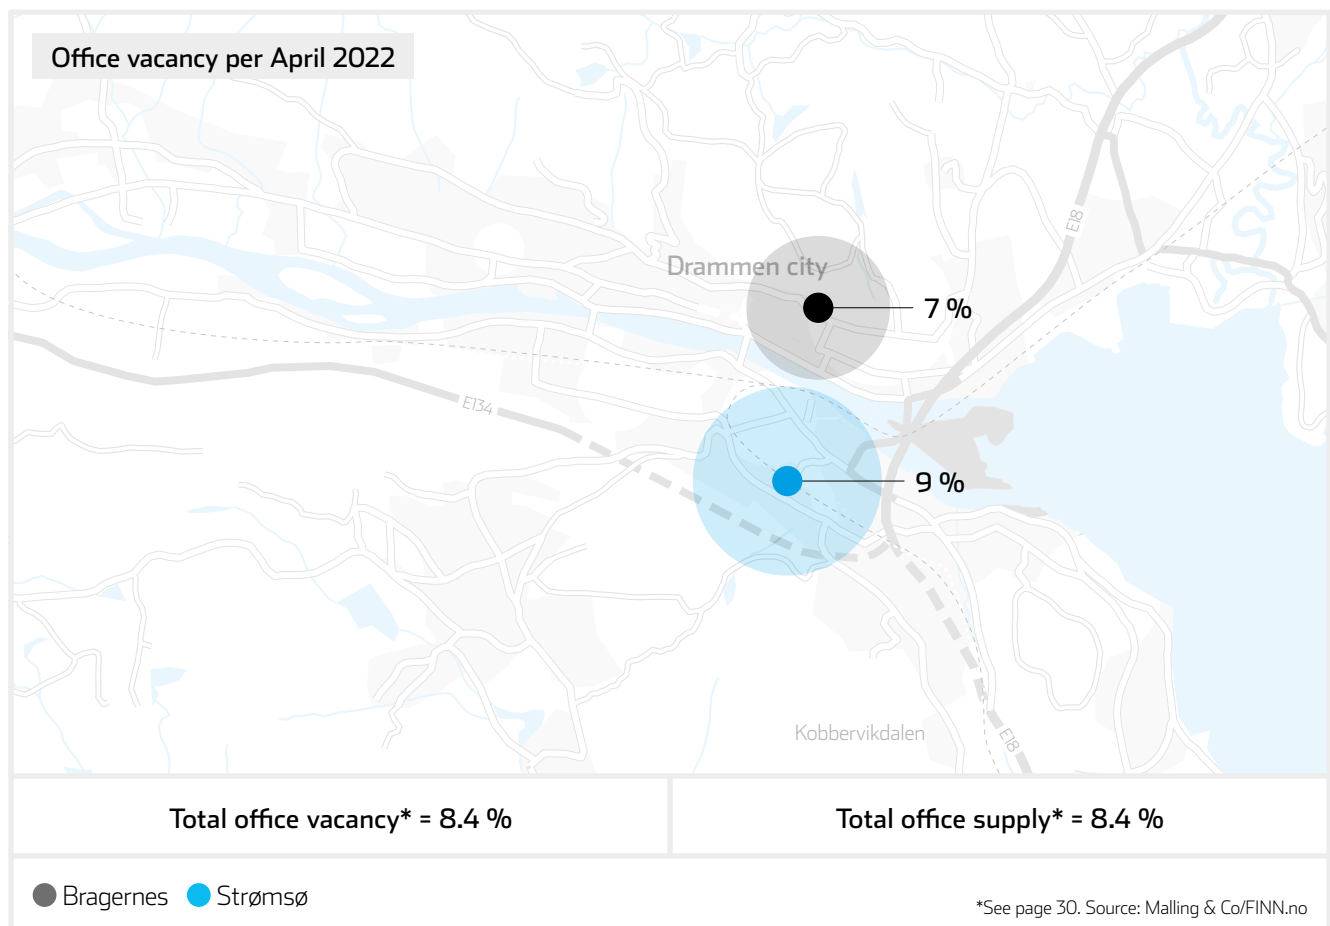 Office vacancy per April 2022
E18
Drammen city
7 %
E134
9 %
Kobbervikdalen
E18
Total office vacancy* = 8.4 %
Total office supply* = 8.4 %
Bragernes
Strømsø
*See page 30. Source: Malling & Co/FINN.no